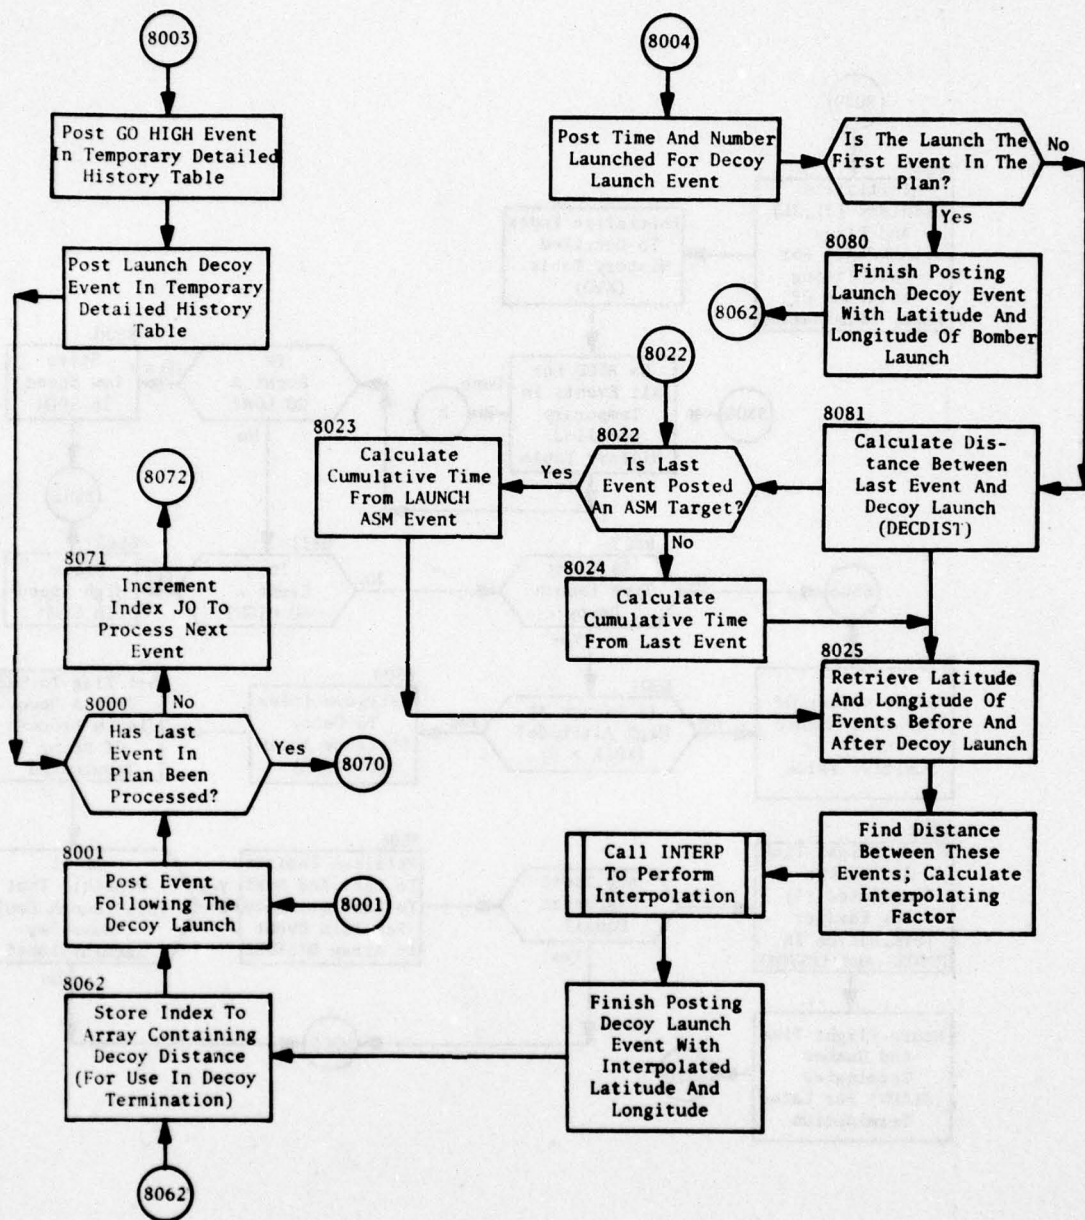 8003
Post GO HIGH Event
In Temporary Detailed
History Table
Post Launch Decoy
Event In Temporary
Detailed History
Table
8004
Post Time And Number
Launched For Decoy
Launch Event
Is The Launch The
First Event In The
Plan?
No
Yes
8080
Finish Posting
Launch Decoy Event
With Latitude And
Longitude Of Bomber
Launch
8062
8022
8022
Is Last
Event Posted
An ASM Target?
Yes
No
8081
Calculate Dis-
tance Between
Last Event And
Decoy Launch
(DECDIST)
8023
Calculate
Cumulative Time
From LAUNCH
ASM Event
8024
Calculate
Cumulative Time
From Last Event
8025
Retrieve Latitude
And Longitude Of
Events Before And
After Decoy Launch
Find Distance
Between These
Events; Calculate
Interpolating
Factor
Call INTERP
To Perform
Interpolation
Finish Posting
Decoy Launch
Event With
Interpolated
Latitude And
Longitude
8072
8071
Increment
Index JO To
Process Next
Event
No
8000
Has Last
Event In
Plan Been
Processed?
Yes
8070
8001
Post Event
Following The
Decoy Launch
8001
8062
Store Index To
Array Containing
Decoy Distance
(For Use In Decoy
Termination)
8062